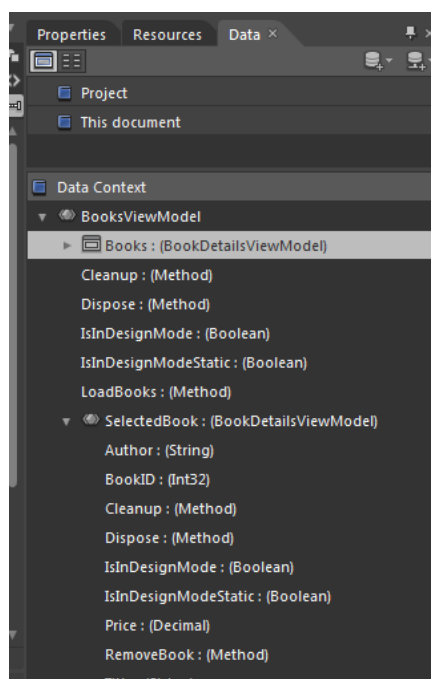 Properties Resources Data
Project
This document
Data Context
BooksViewModel
Books : (BookDetailsViewModel)
Cleanup : (Method)
Dispose : (Method)
IsInDesignMode : (Boolean)
IsInDesignModeStatic : (Boolean)
LoadBooks : (Method)
SelectedBook : (BookDetailsViewModel)
Author : (String)
BookID : (Int32)
Cleanup : (Method)
Dispose : (Method)
IsInDesignMode : (Boolean)
IsInDesignModeStatic : (Boolean)
Price : (Decimal)
RemoveBook : (Method)